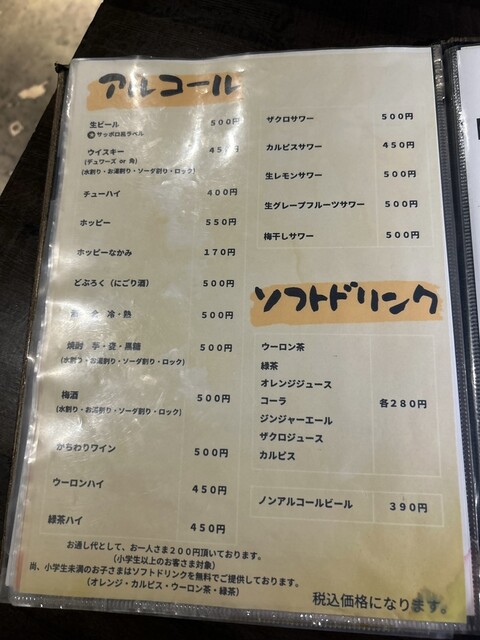 アルコール
生ビール 500円
サッポロ黒ラベル
ウイスキー 450円
(デュワーズ or 角)
(水割り・お湯割り・ソーダ割り・ロック)
チューハイ 400円
ホッピー 550円
ホッピーなかみ 170円
どぶろく(にごり酒) 500円
冷・熱 500円
焼酎 芋・麦・黒糖 500円
(水割り・お湯割り・ソーダ割り・ロック)
梅酒 500円
(水割り・お湯割り・ソーダ割り・ロック)
かちわりワイン 500円
ウーロンハイ 450円
緑茶ハイ 450円
ザクロサワー 500円
カルピスサワー 450円
生レモンサワー 500円
生グレープフルーツサワー 500円
梅干しサワー 500円
ソフトドリンク
ウーロン茶
緑茶
オレンジジュース
コーラ 各280円
ジンジャーエール
ザクロジュース
カルピス
ノンアルコールビール 390円
お通し代として、お一人さま200円頂いております。
(小学生以上のお客さま対象)
尚、小学生未満のお子さまはソフトドリンクを無料でご提供しております。
(オレンジ・カルピス・ウーロン茶・緑茶)
税込価格になります。